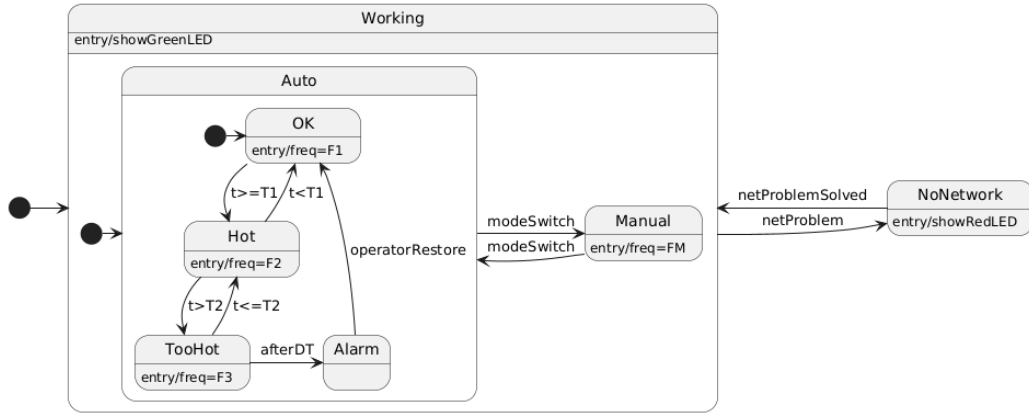 Working
entry/showGreenLED
Auto
OK
entry/freq=F1
t>=T1
t<T1
netProblemSolved
NoNetwork
modeSwitch
Manual
netProblem
entry/showRedLED
Hot
operatorRestore
modeSwitch
entry/freq=FM
entry/freq=F2
t>T2
t<=T2
TooHot
afterDT
Alarm
entry/freq=F3